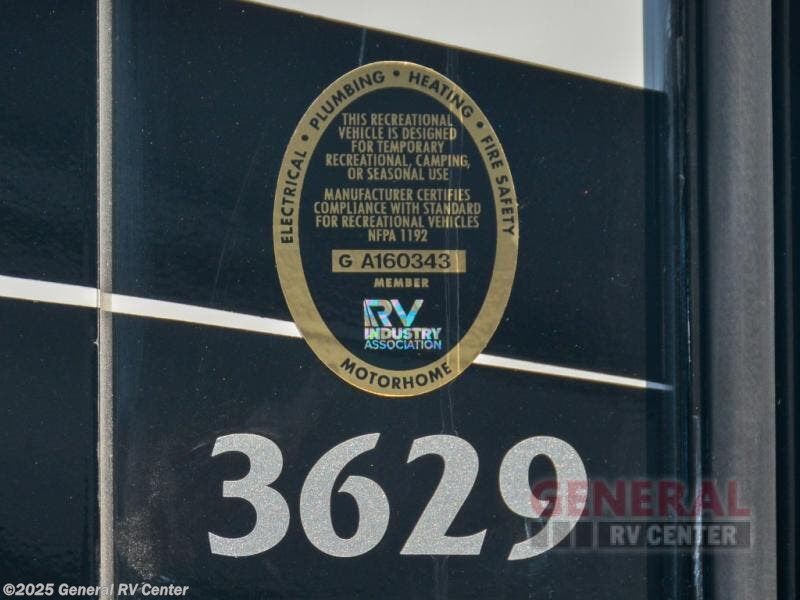 ELECTRICAL • PLUMBING • HEATING • FIRE SAFETY
THIS RECREATIONAL
VEHICLE IS DESIGNED
FOR TEMPORARY
RECREATIONAL, CAMPING,
OR SEASONAL USE
MANUFACTURER CERTIFIES
COMPLIANCE WITH STANDARD
FOR RECREATIONAL VEHICLES
NFPA 1192
G A160343
MEMBER
RV
INDUSTRY
ASSOCIATION
MOTORHOME
3629
GENERAL
RV CENTER
©2025 General RV Center